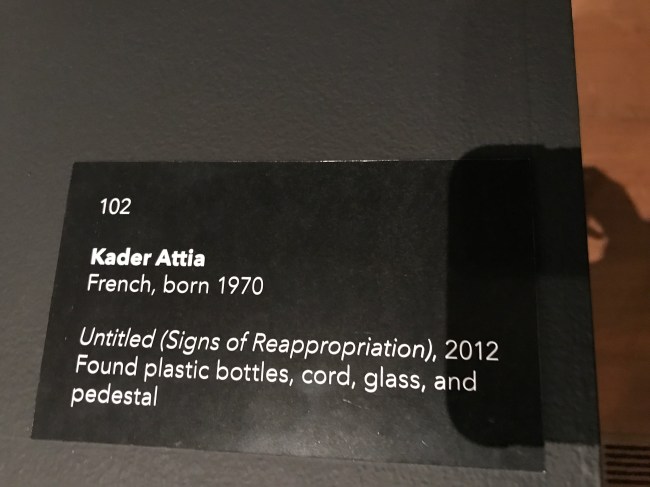 102
Kader Attia
French, born 1970
Untitled (Signs of Reappropriation), 2012
Found plastic bottles, cord, glass, and
pedestal